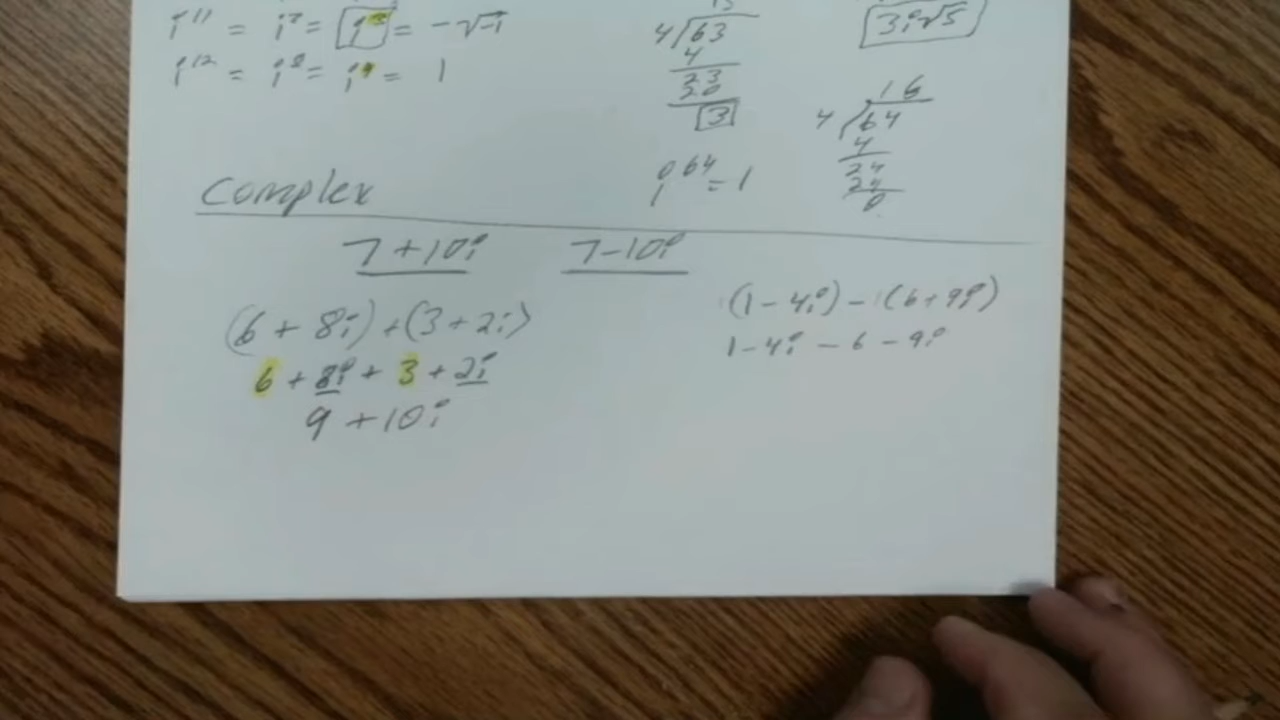 i¹¹ = i⁷ = i³ = -√-1
i¹² = i⁸ = i⁴ = 1
4√63
4
23
20
3
3i√5
16
4√64
4
24
24
0
i⁶⁴ = 1
Complex
7+10i 7-10i
(6 + 8i) + (3 + 2i)
6 + 8i + 3 + 2i
9 + 10i
(1 - 4i) - 1(6 + 9i)
1 - 4i - 6 - 9i